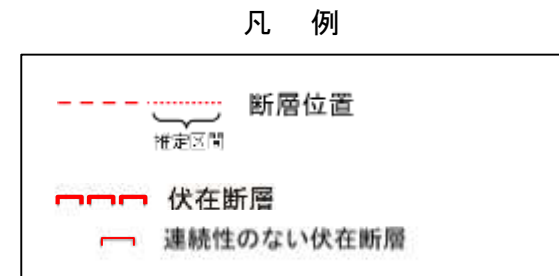 凡 例
断層位置
推定区間
伏在断層
連続性のない伏在断層